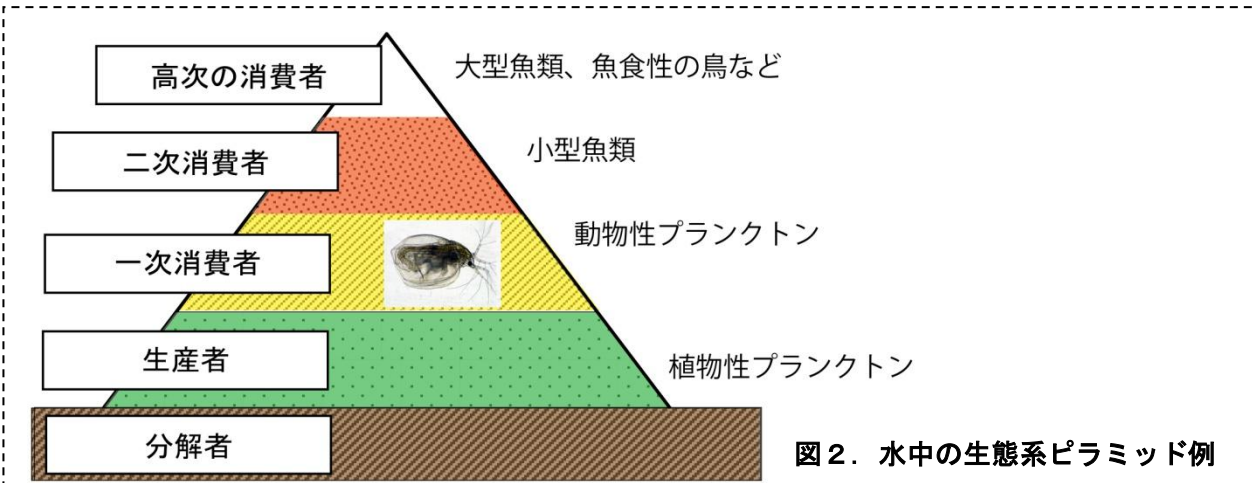 高次の消費者
大型魚類、魚食性の鳥など
二次消費者
小型魚類
一次消費者
動物性プランクトン
生産者
植物性プランクトン
分解者
図２．水中の生態系ピラミッド例